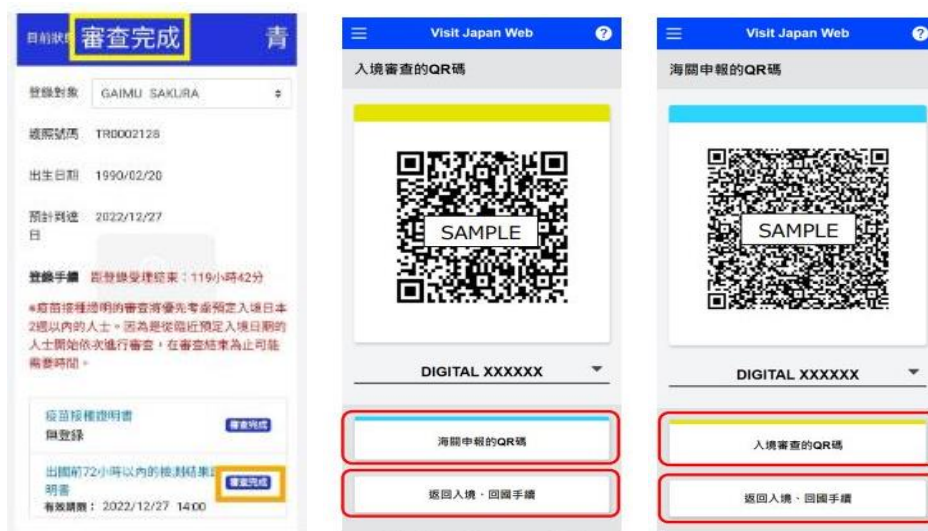 目前狀態
審查完成
青
登錄對象 GAIMU SAKURA
護照號碼 TR0002128
出生日期 1990/02/20
預計到達日 2022/12/27
登錄手續 距登錄受理結束：119小時42分
*疫苗接種證明的審查將優先考慮預定入境日本
2週以內的人士。因為是從臨近預定入境日期的
人士開始依次進行審查，在審查結束為止可能
需要時間。
疫苗接種證明書
無登錄
審查完成
出國前72小時以內的檢測結果證
明書
審查完成
有效期限：2022/12/27 14:00
Visit Japan Web
?
入境審查的QR碼
SAMPLE
DIGITAL XXXXXX
海關申報的QR碼
返回入境、回國手續
Visit Japan Web
?
海關申報的QR碼
SAMPLE
DIGITAL XXXXXX
入境審查的QR碼
返回入境、回國手續